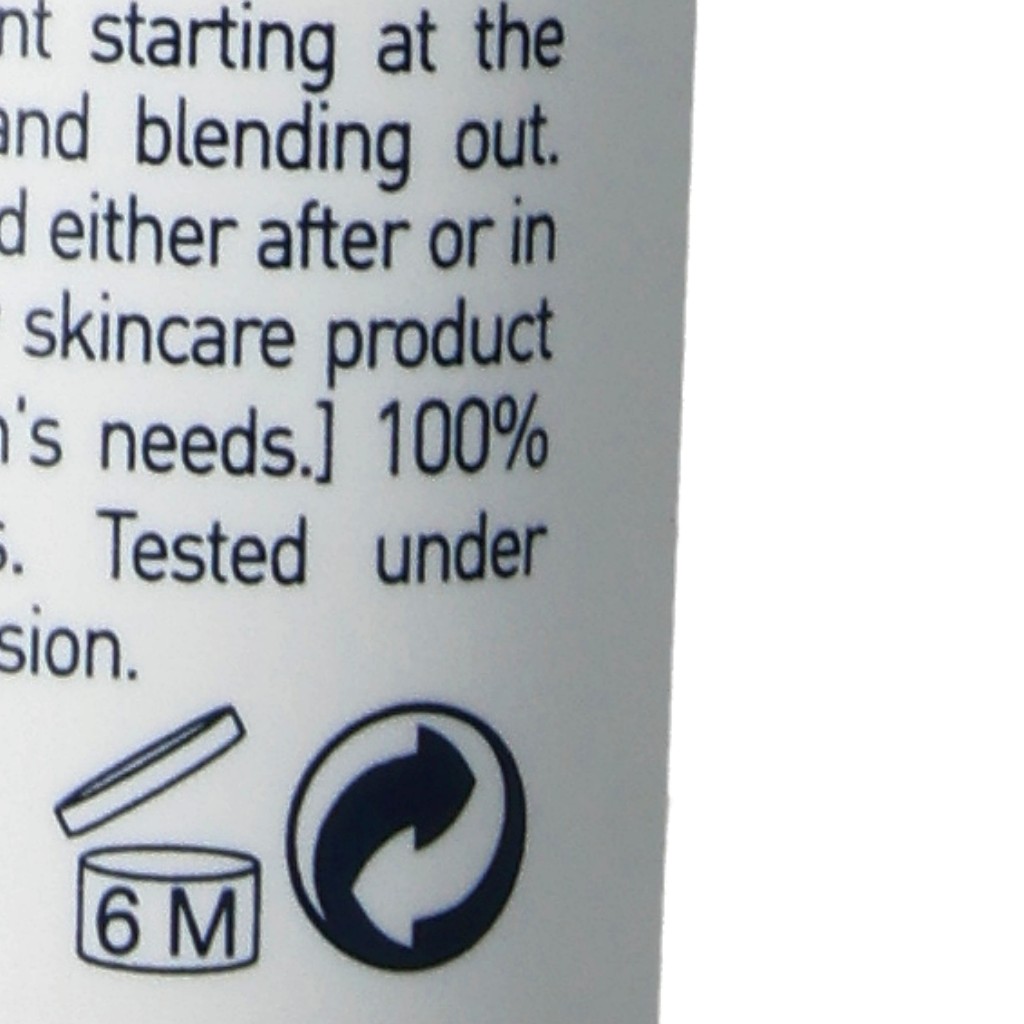 nt starting at the
and blending out.
d either after or in
skincare product
n's needs.] 100%
s. Tested under
sion.
6 M